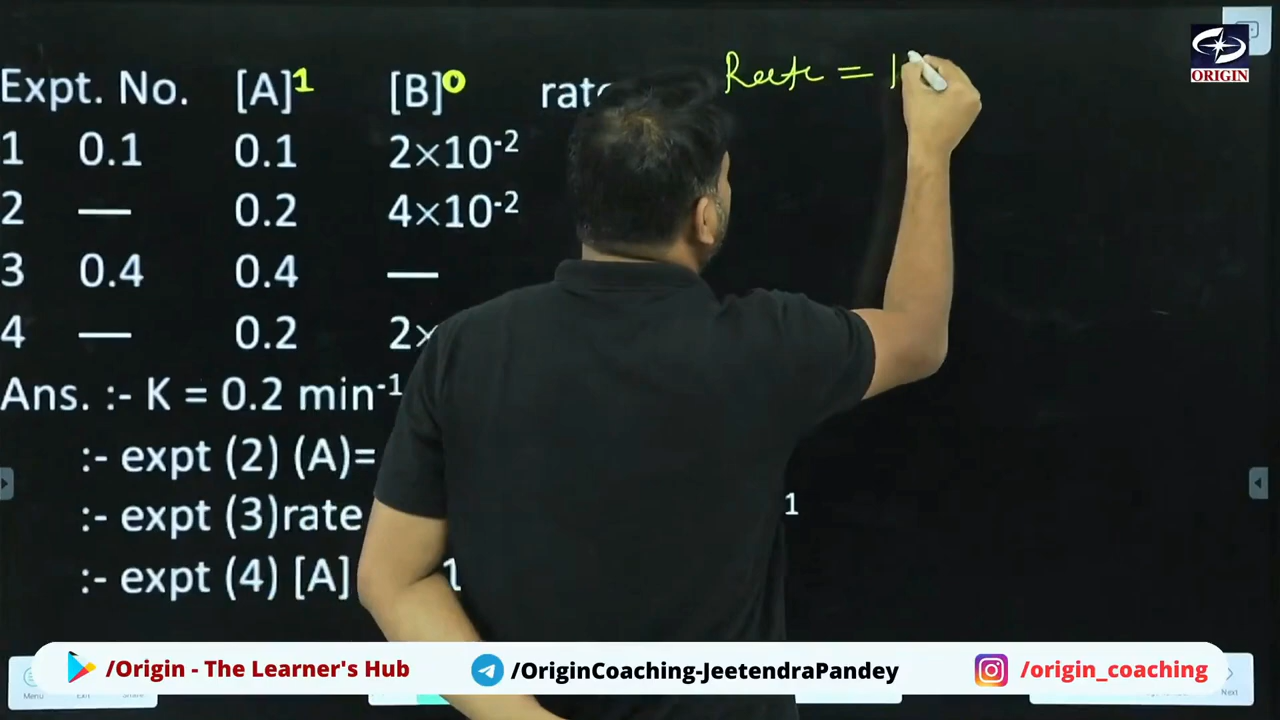 Expt. No. [A]¹ [B]⁰
Rate =
1 0.1 0.1 2×10⁻²
2 — 0.2 4×10⁻²
3 0.4 0.4 —
4 — 0.2 2×
Ans. :- K = 0.2 min⁻¹
:- expt (2) (A)=
:- expt (3)rate 1
:- expt (4) [A] 1
ORIGIN
/Origin - The Learner's Hub
/OriginCoaching-JeetendraPandey
/origin_coaching
Menu
Next